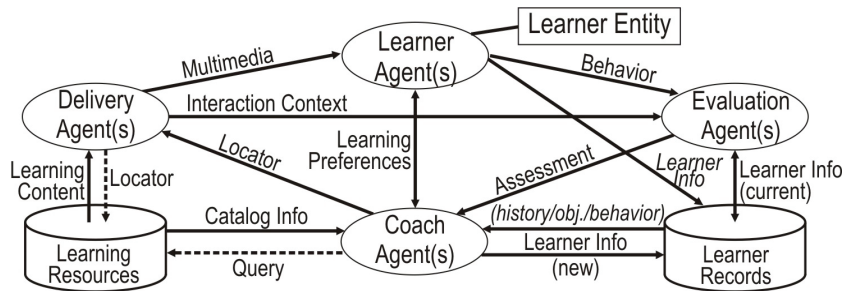 Learner Entity
Learner
Agent(s)
Multimedia
Behavior
Delivery
Agent(s)
Interaction Context
Evaluation
Agent(s)
Learning
Preferences
Locator
Assessment
Learner
Info
Learning
Content
Locator
Learner Info
(current)
Catalog Info
Coach
Agent(s)
(history/obj./behavior)
Learner Info
(new)
Learning
Resources
Query
Learner
Records